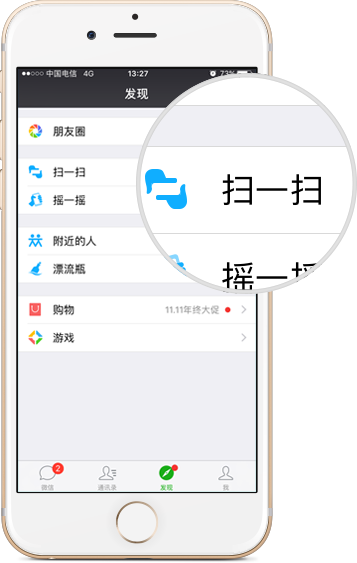 中国电信 4G 13:27 73%
发现
朋友圈
扫一扫
摇一摇
附近的人
漂流瓶
购物 11.11年终大促
游戏
2
微信 通讯录 发现 我
扫一扫
摇一摇